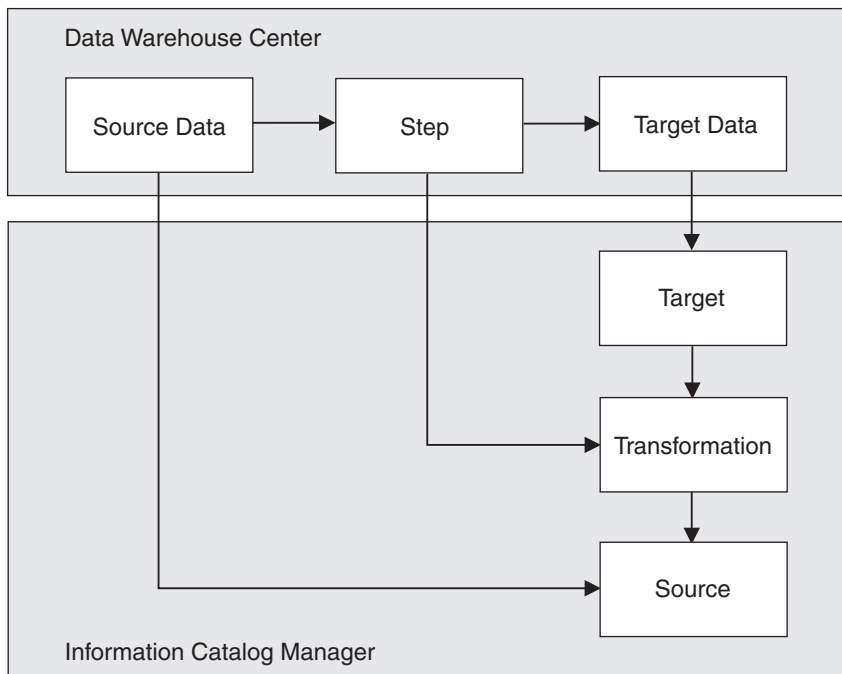 Data Warehouse Center
Source Data
Step
Target Data
Target
Transformation
Source
Information Catalog Manager